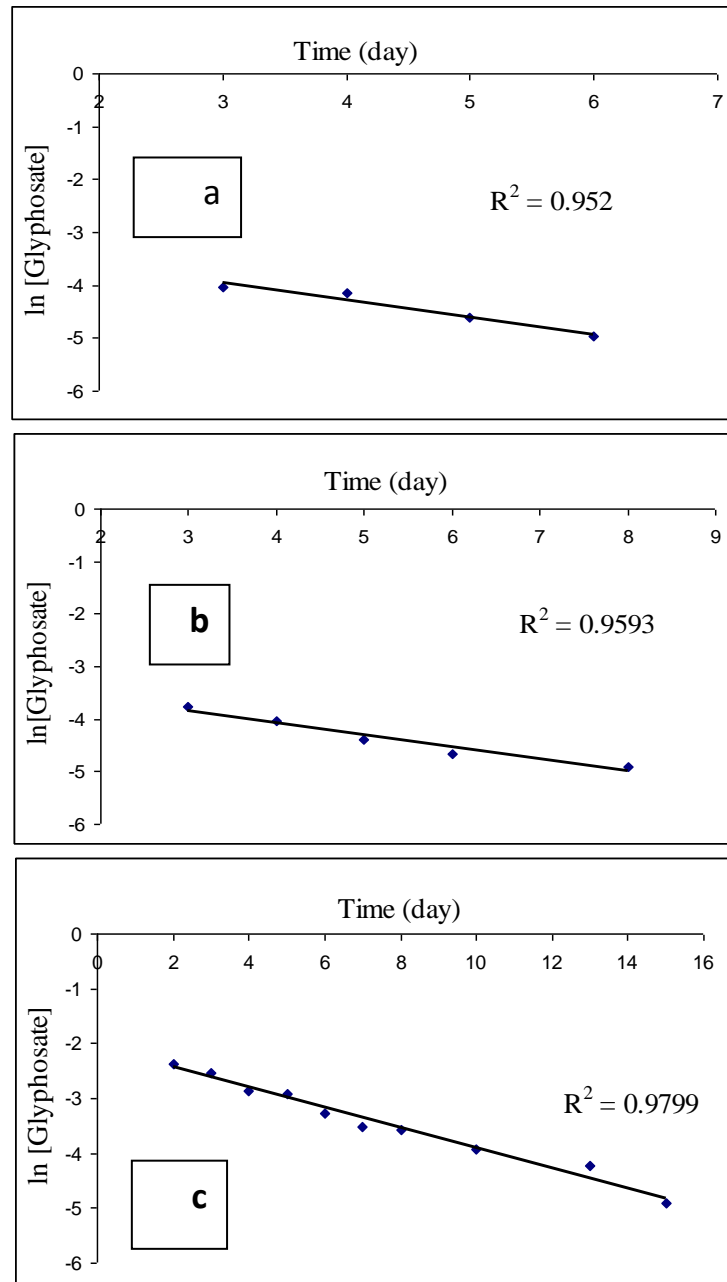 Time (day)
0
2 3 4 5 6 7
-1
-2
-3
-4
-5
-6
ln [Glyphosate]
a
R² = 0.952
Time (day)
0
2 3 4 5 6 7 8 9
-1
-2
-3
-4
-5
-6
ln[Glyphosate]
b
R² = 0.9593
Time (day)
0
0 2 4 6 8 10 12 14 16
-1
-2
-3
-4
-5
-6
ln [Glyphosate]
R² = 0.9799
c